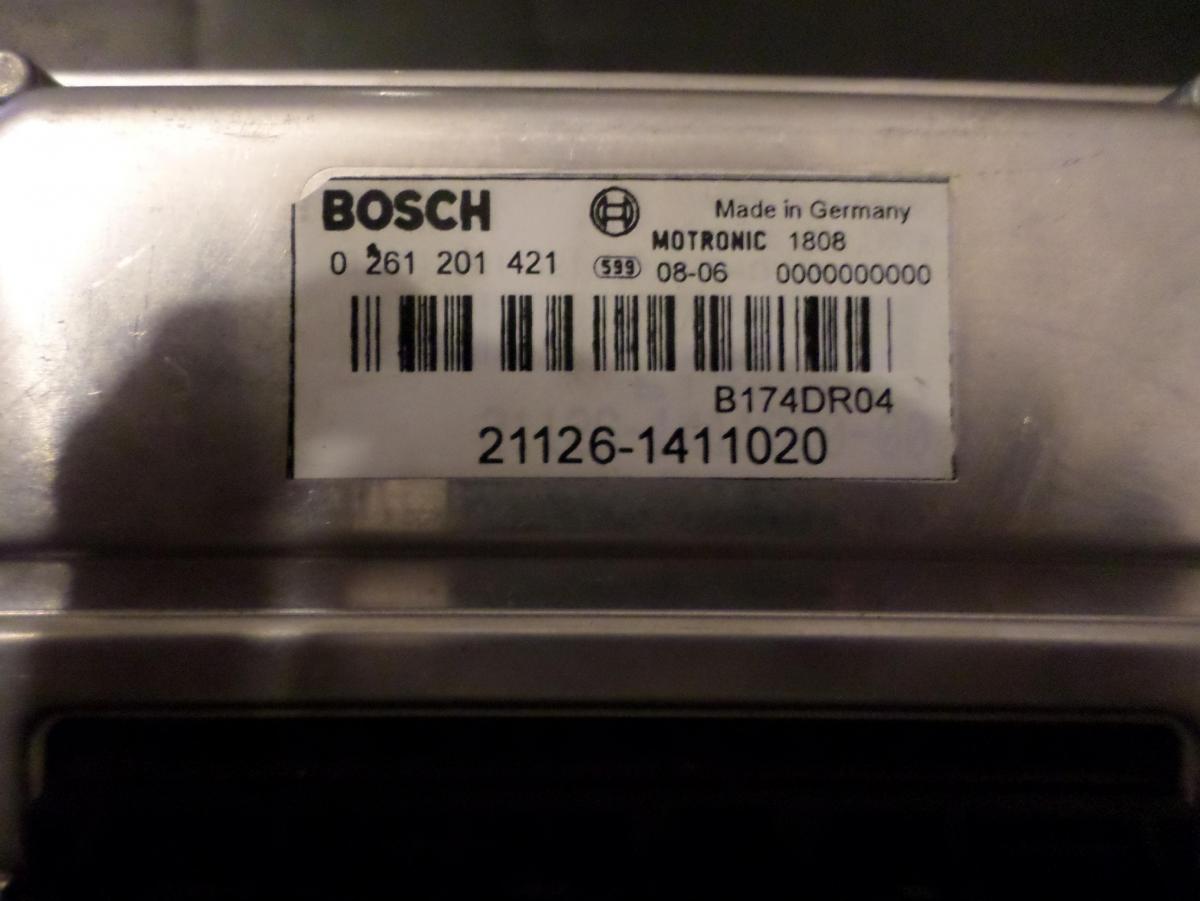 BOSCH
Made in Germany
MOTRONIC 1808
0 261 201 421
599 08-06 0000000000
B174DR04
21126-1411020